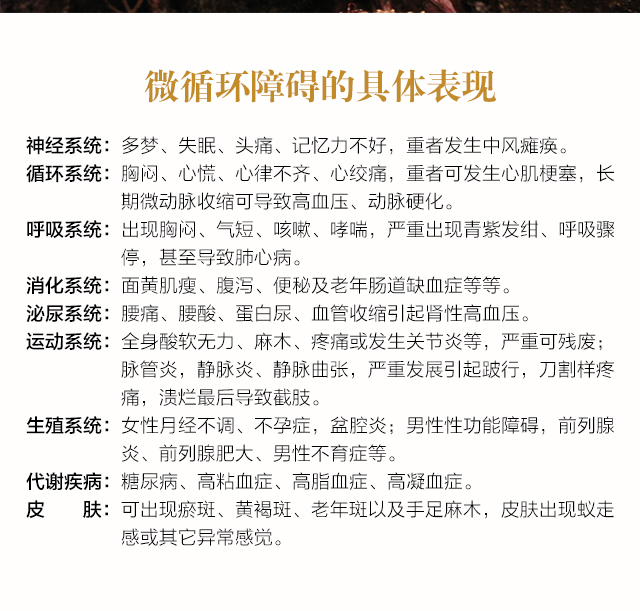 微循环障碍的具体表现
神经系统：多梦、失眠、头痛、记忆力不好，重者发生中风瘫痪。
循环系统：胸闷、心慌、心律不齐、心绞痛，重者可发生心肌梗塞，长
期微动脉收缩可导致高血压、动脉硬化。
呼吸系统：出现胸闷、气短、咳嗽、哮喘，严重出现青紫发绀、呼吸骤
停，甚至导致肺心病。
消化系统：面黄肌瘦、腹泻、便秘及老年肠道缺血症等等。
泌尿系统：腰痛、腰酸、蛋白尿、血管收缩引起肾性高血压。
运动系统：全身酸软无力、麻木、疼痛或发生关节炎等，严重可残废；
脉管炎，静脉炎、静脉曲张，严重发展引起跛行，刀割样疼
痛，溃烂最后导致截肢。
生殖系统：女性月经不调、不孕症，盆腔炎；男性性功能障碍，前列腺
炎、前列腺肥大、男性不育症等。
代谢疾病：糖尿病、高粘血症、高脂血症、高凝血症。
皮　　肤：可出现瘀斑、黄褐斑、老年斑以及手足麻木，皮肤出现蚁走
感或其它异常感觉。